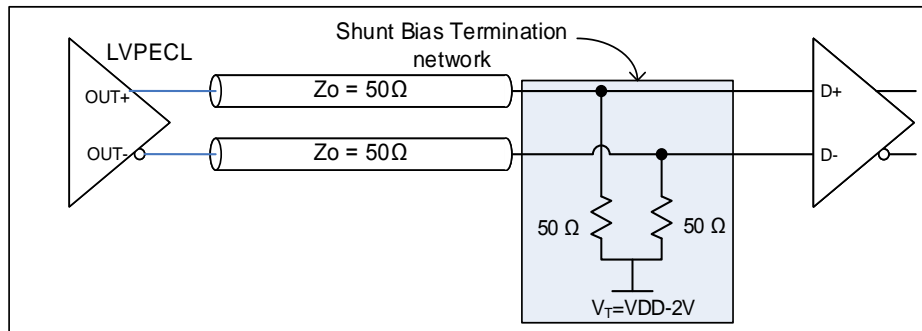 Shunt Bias Termination
network
LVPECL
OUT+
Zo = 50Ω
D+
OUT-
Zo = 50Ω
D-
50 Ω
50 Ω
V_T=VDD-2V